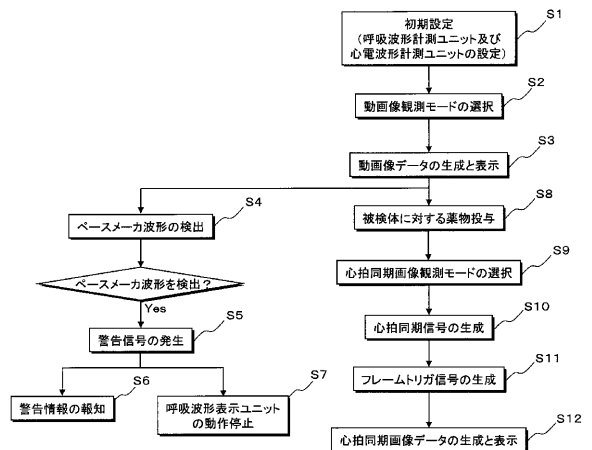 S1
初期設定
(呼吸波形計測ユニット及び
心電波形計測ユニットの設定)
S2
動画像観測モードの選択
S3
動画像データの生成と表示
S4
ペースメーカ波形の検出
ペースメーカ波形を検出?
Yes
S5
警告信号の発生
S6
警告情報の報知
S7
呼吸波形表示ユニット
の動作停止
S8
被検体に対する薬物投与
S9
心拍同期画像観測モードの選択
S10
心拍同期信号の生成
S11
フレームトリガ信号の生成
S12
心拍同期画像データの生成と表示